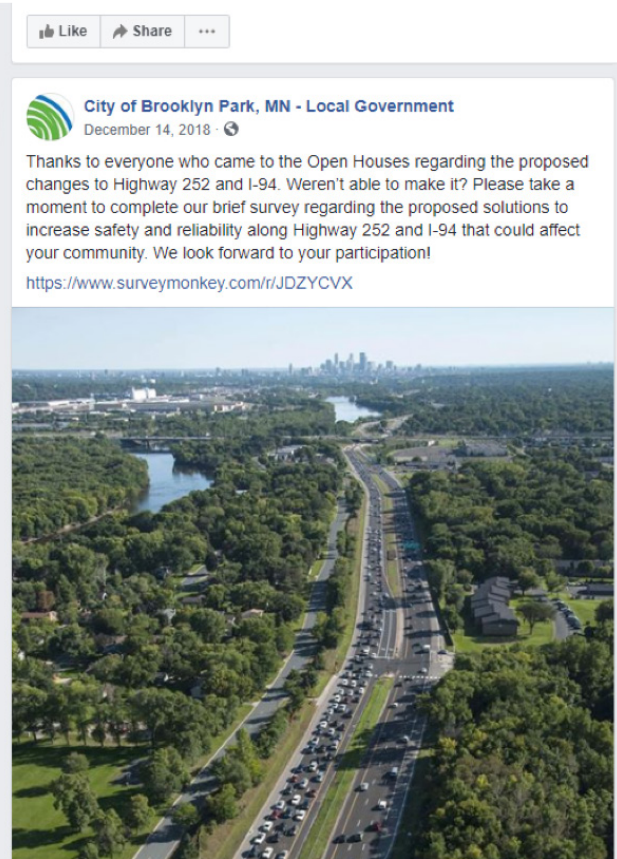 Like Share ...
City of Brooklyn Park, MN - Local Government
December 14, 2018 ·
Thanks to everyone who came to the Open Houses regarding the proposed
changes to Highway 252 and I-94. Weren't able to make it? Please take a
moment to complete our brief survey regarding the proposed solutions to
increase safety and reliability along Highway 252 and I-94 that could affect
your community. We look forward to your participation!
https://www.surveymonkey.com/r/JDZYCVX